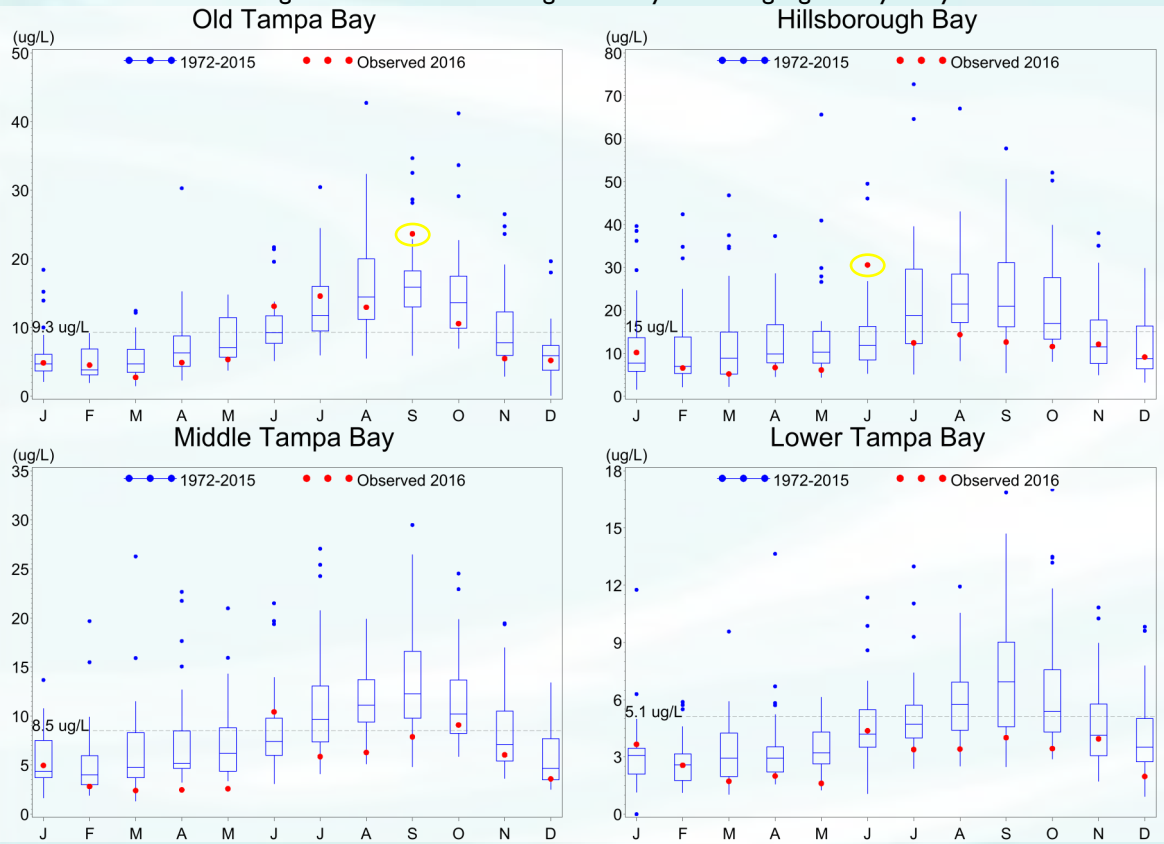 Old Tampa Bay
(ug/L)
1972-2015
Observed 2016
50
40
30
20
10
0
9.3 ug/L
J F M A M J J A S O N D
Hillsborough Bay
(ug/L)
1972-2015
Observed 2016
80
70
60
50
40
30
20
10
0
15 ug/L
J F M A M J J A S O N D
Middle Tampa Bay
(ug/L)
1972-2015
Observed 2016
35
30
25
20
15
10
5
0
8.5 ug/L
J F M A M J J A S O N D
Lower Tampa Bay
(ug/L)
1972-2015
Observed 2016
18
15
12
9
6
3
0
5.1 ug/L
J F M A M J J A S O N D